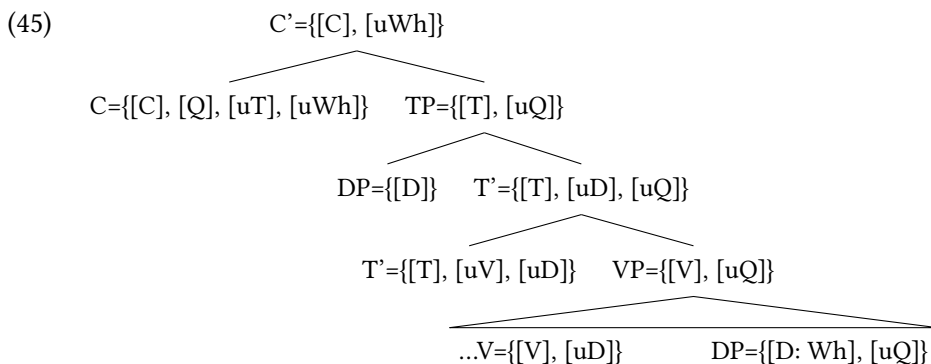 (45) C’={[C], [uWh]}
C={[C], [Q], [uT], [uWh]} TP={[T], [uQ]}
DP={[D]} T’={[T], [uD], [uQ]}
T’={[T], [uV], [uD]} VP={[V], [uQ]}
...V={[V], [uD]} DP={[D: Wh], [uQ]}